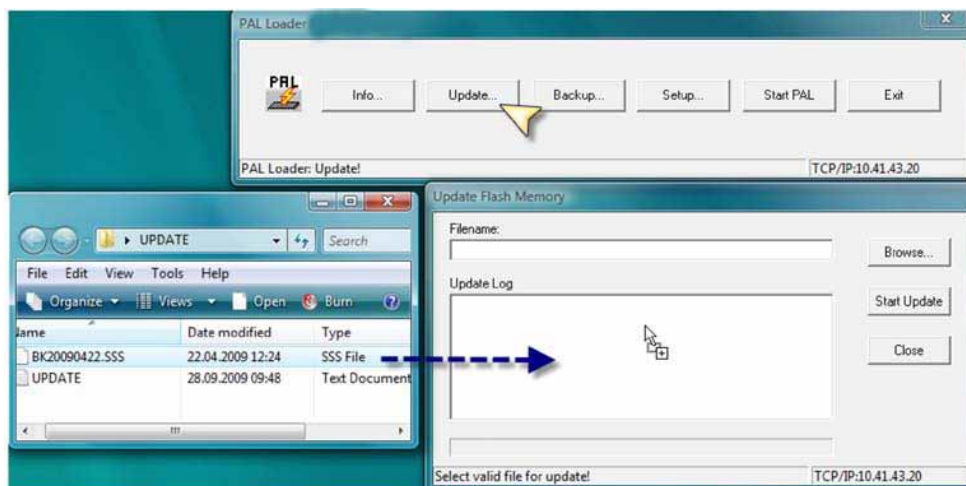 PAL Loader
X
PAL
Info...
Update...
Backup...
Setup...
Start PAL
Exit
PAL Loader: Update!
TCP/IP:10.41.43.20
UPDATE
Search
File Edit View Tools Help
Organize Views Open Burn ?
Name Date modified Type
BK20090422.SSS 22.04.2009 12:24 SSS File
UPDATE 28.09.2009 09:48 Text Document
Update Flash Memory
Filename:
Browse...
Update Log
Start Update
Close
Select valid file for update!
TCP/IP:10.41.43.20